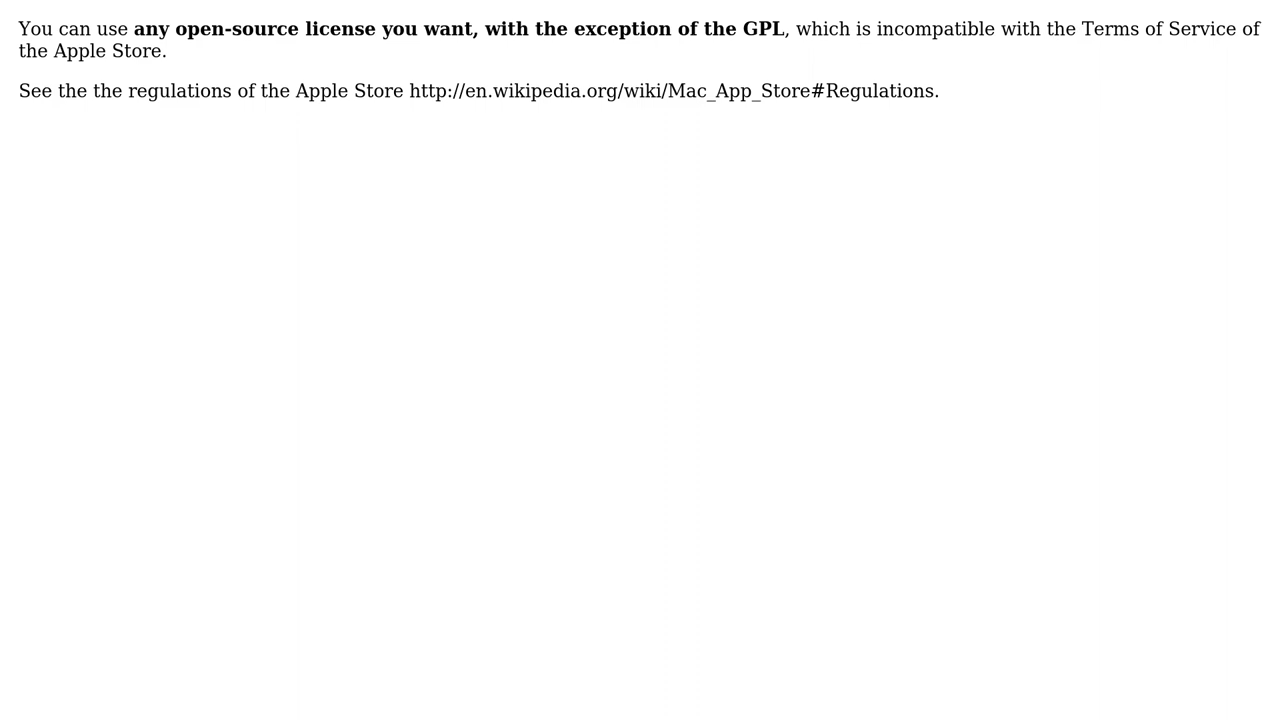 You can use any open-source license you want, with the exception of the GPL, which is incompatible with the Terms of Service of
the Apple Store.
See the the regulations of the Apple Store http://en.wikipedia.org/wiki/Mac_App_Store#Regulations.